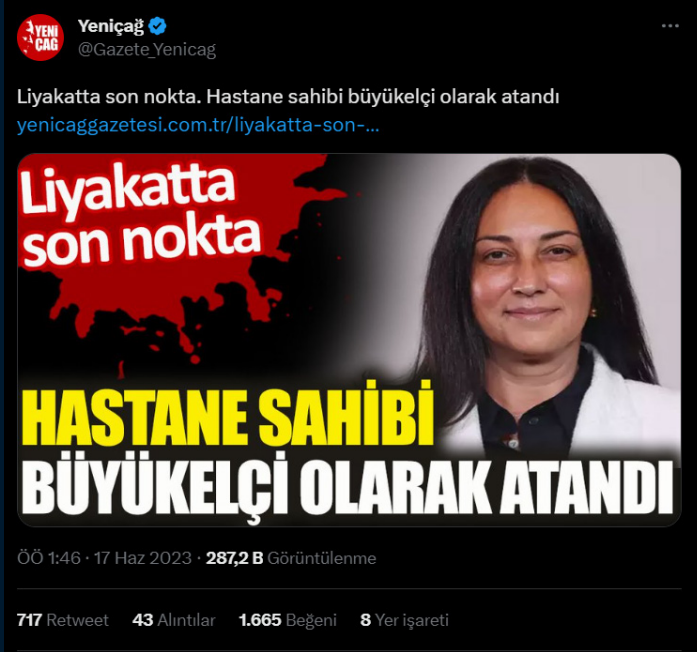 YENİ ÇAĞ
Yeniçağ
@Gazete_Yenicag
Liyakatta son nokta. Hastane sahibi büyükelçi olarak atandı
yenicaggazetesi.com.tr/liyakatta-son-...
Liyakatta
son nokta
HASTANE SAHİBİ
BÜYÜKELÇİ OLARAK ATANDI
ÖÖ 1:46 · 17 Haz 2023 · 287,2 B Görüntülenme
717 Retweet 43 Alıntılar 1.665 Beğeni 8 Yer işareti